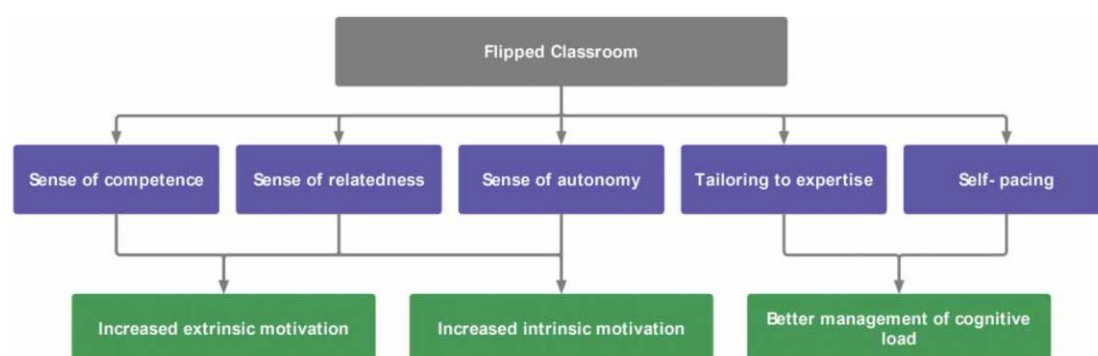 Flipped Classroom
Sense of competence
Sense of relatedness
Sense of autonomy
Tailoring to expertise
Self- pacing
Increased extrinsic motivation
Increased intrinsic motivation
Better management of cognitive
load